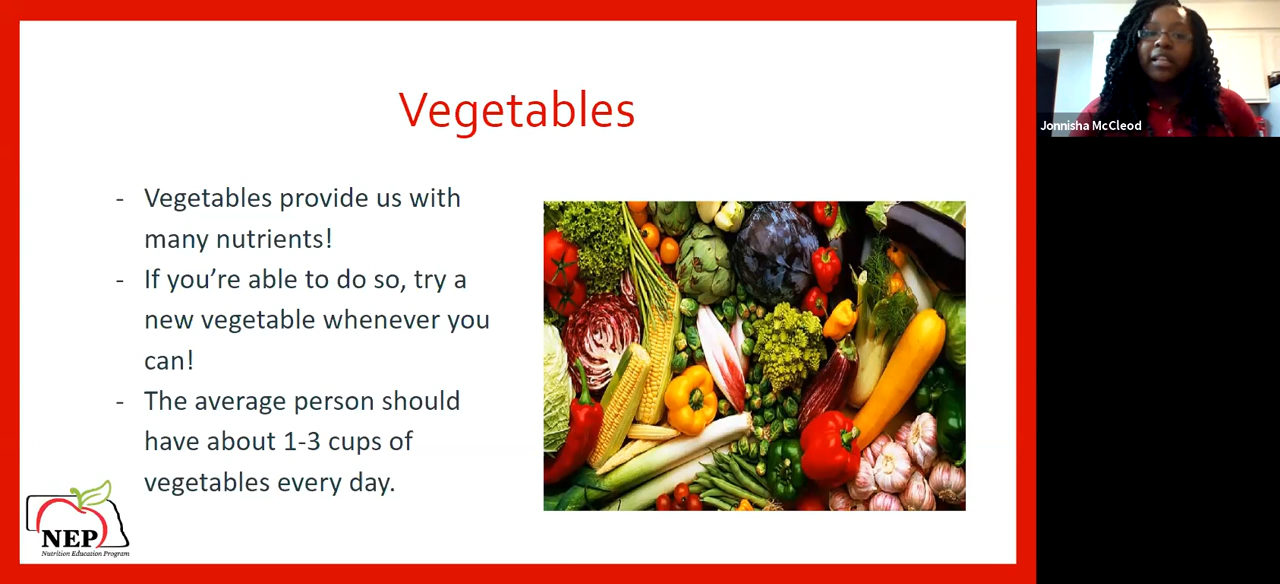 Vegetables
- Vegetables provide us with
many nutrients!
- If you're able to do so, try a
new vegetable whenever you
can!
- The average person should
have about 1-3 cups of
vegetables every day.
NEP
Nutrition Education Program
Jonnisha McCleod